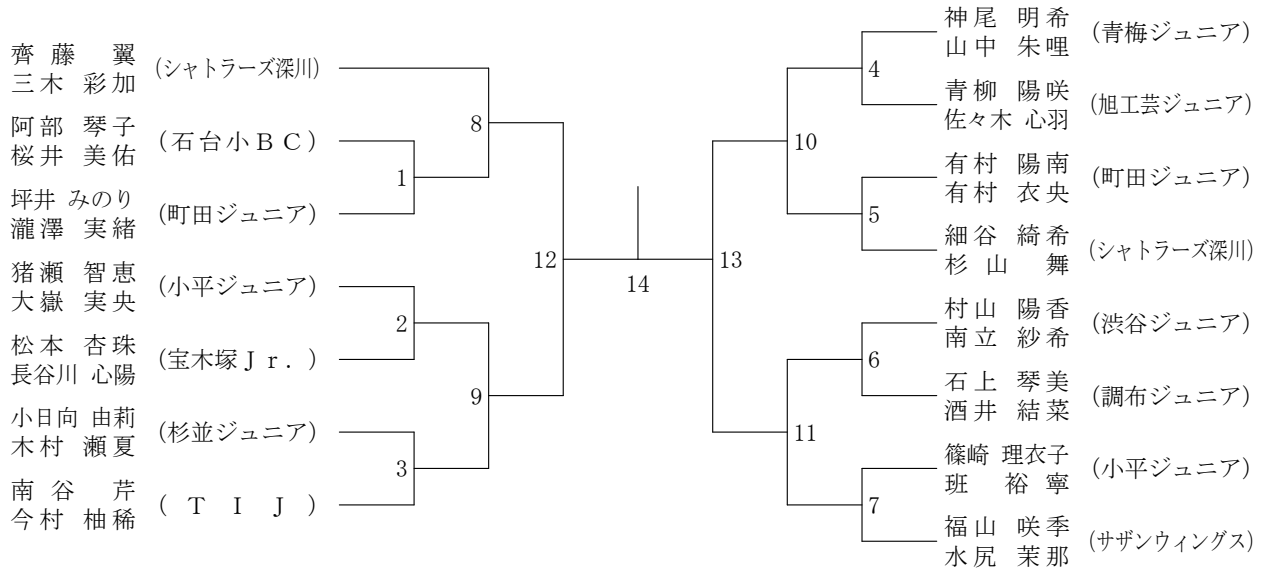 齊藤 翼
三木 彩加
(シャトラーズ深川)
阿部 琴子
桜井 美佑
(石台小ＢＣ)
坪井 みのり
瀧澤 実緒
(町田ジュニア)
猪瀬 智恵
大嶽 実央
(小平ジュニア)
松本 杏珠
長谷川 心陽
(宝木塚Ｊｒ．)
小日向 由莉
木村 瀬夏
(杉並ジュニア)
南谷 芹
今村 柚稀
(ＴＩＪ)
8
1
2
9
3
12
14
13
神尾 明希
山中 朱哩
(青梅ジュニア)
青柳 陽咲
佐々木 心羽
(旭工芸ジュニア)
有村 陽南
有村 衣央
(町田ジュニア)
細谷 綺希
杉山 舞
(シャトラーズ深川)
村山 陽香
南立 紗希
(渋谷ジュニア)
石上 琴美
酒井 結菜
(調布ジュニア)
篠崎 理衣子
班 裕寧
(小平ジュニア)
福山 咲季
水尻 茉那
(サザンウィングス)
4
10
5
6
11
7